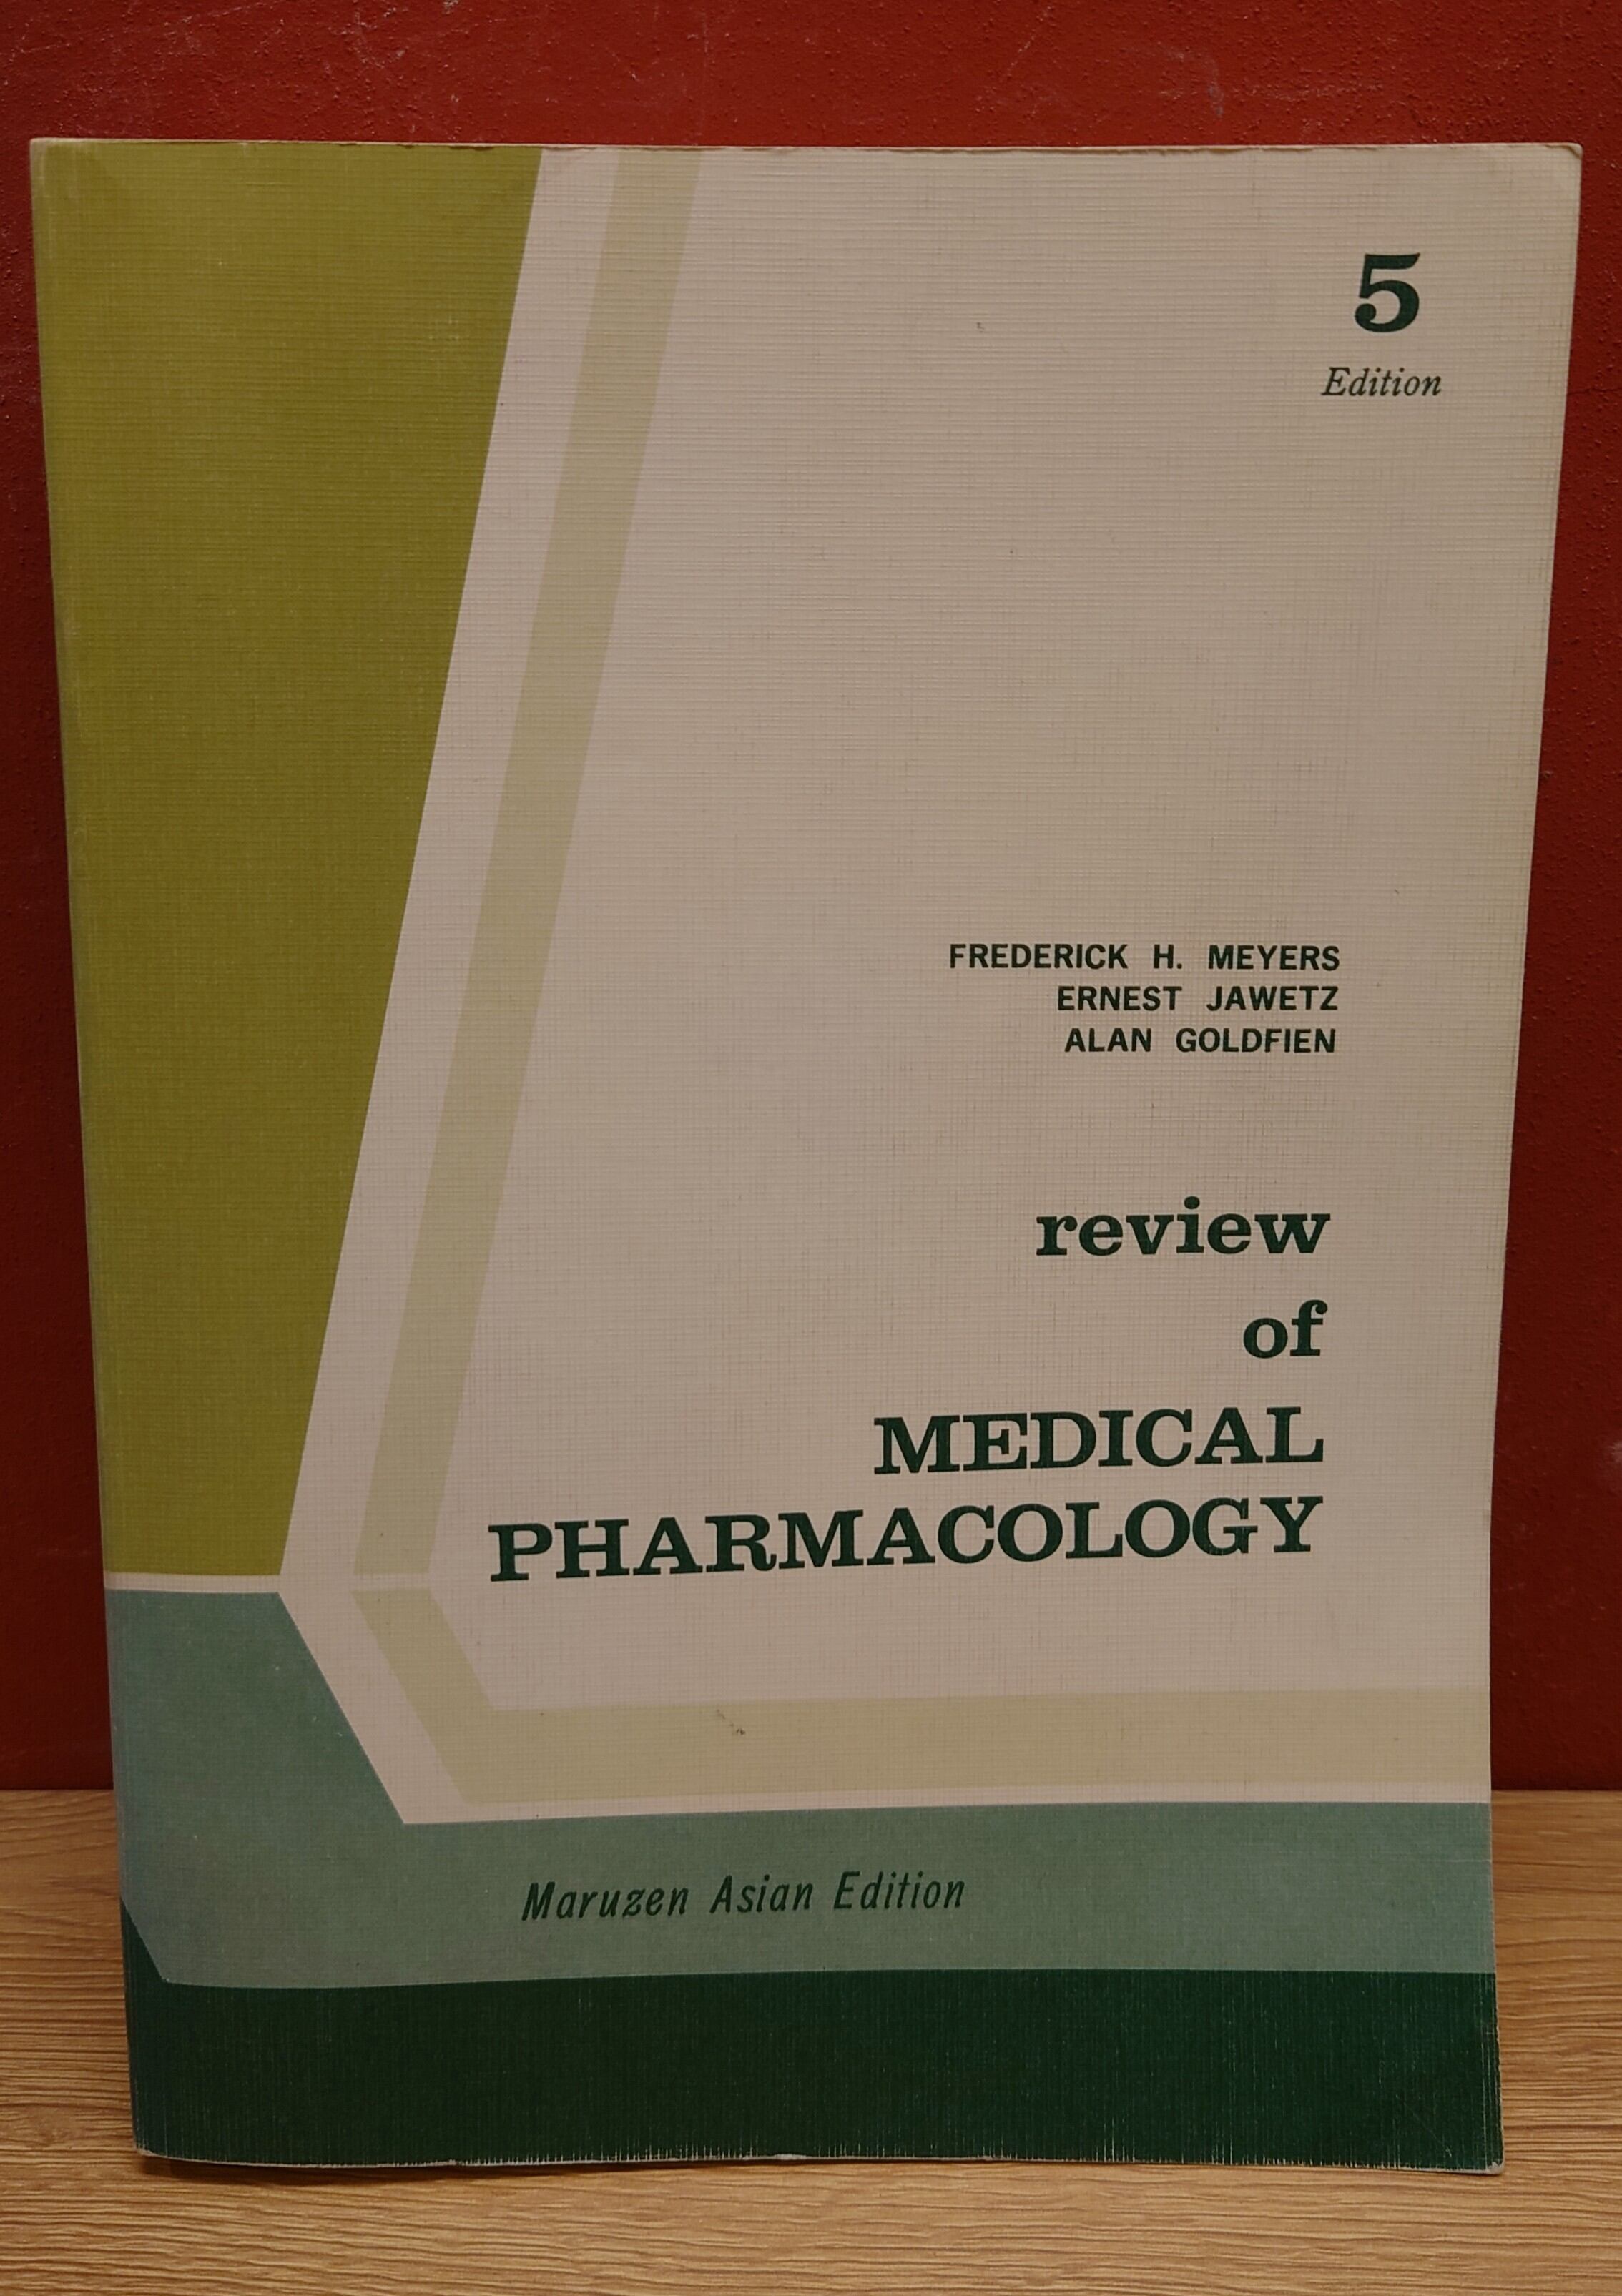 5
Edition
FREDERICK H. MEYERS
ERNEST JAWETZ
ALAN GOLDFIEN
review
of
MEDICAL
PHARMACOLOGY
Maruzen Asian Edition